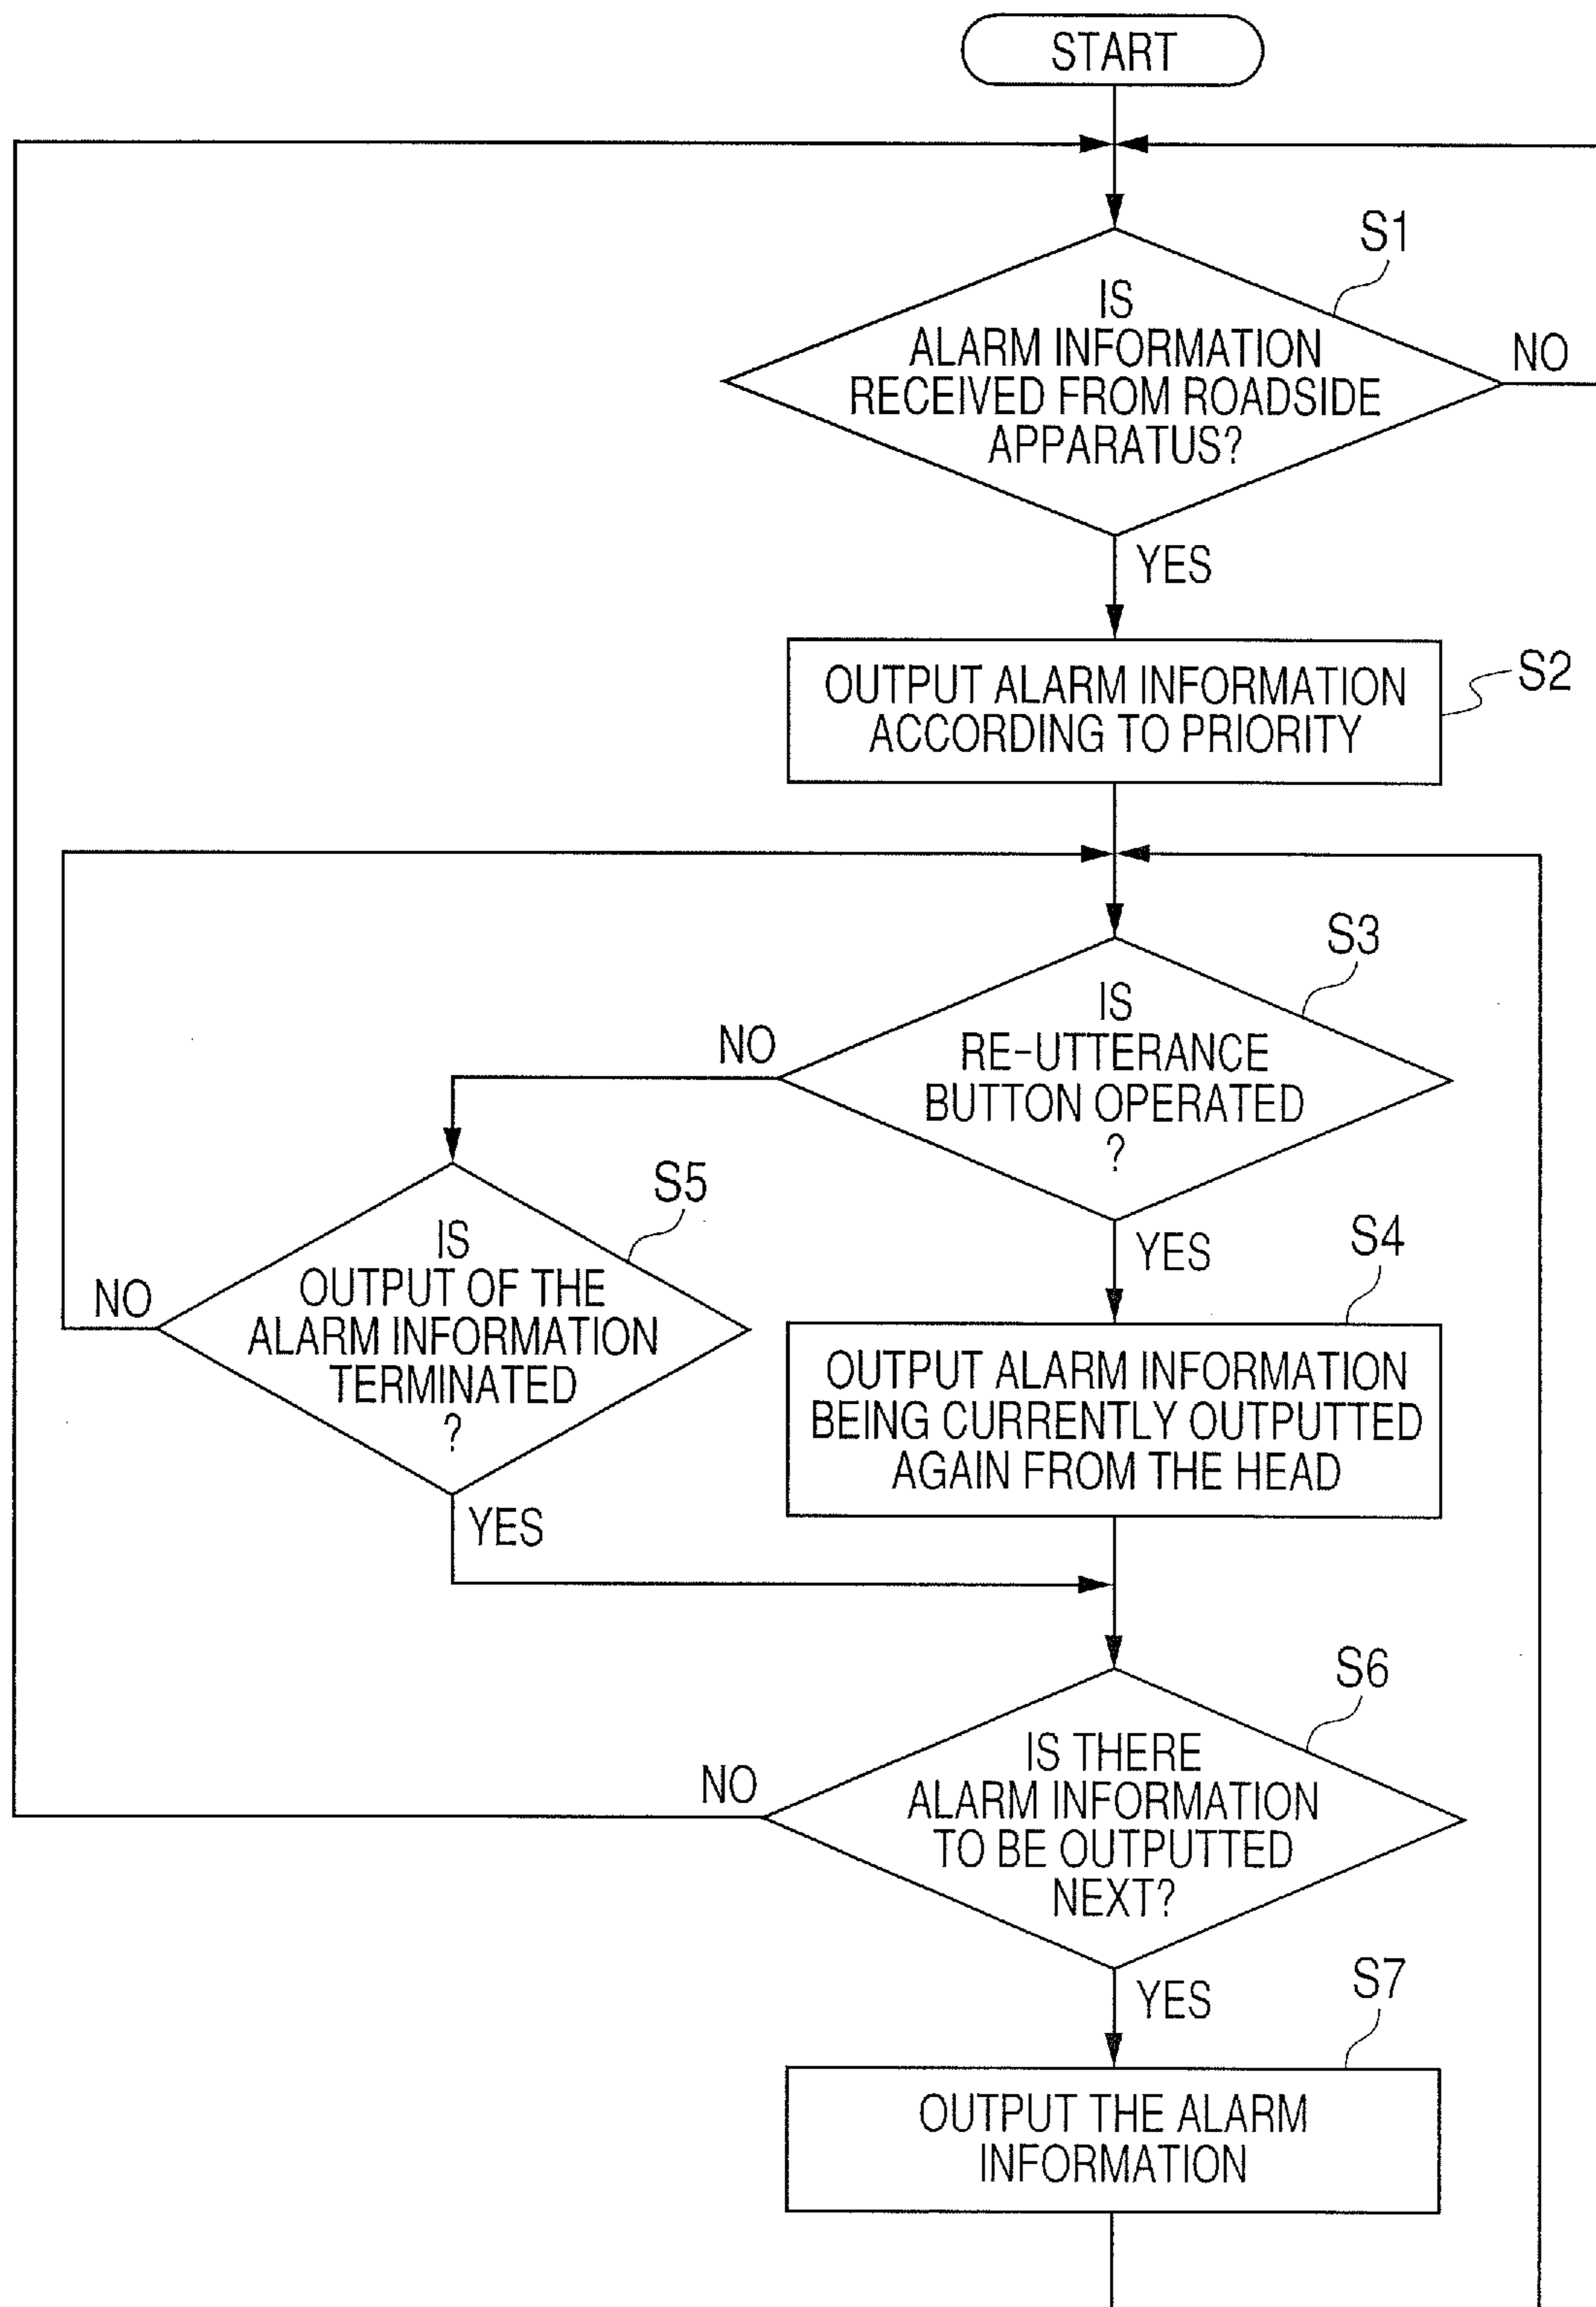 START
S1
IS
ALARM INFORMATION
RECEIVED FROM ROADSIDE
APPARATUS?
NO
YES
OUTPUT ALARM INFORMATION
ACCORDING TO PRIORITY
S2
S3
IS
RE-UTTERANCE
BUTTON OPERATED
?
NO
YES
S5
IS
OUTPUT OF THE
ALARM INFORMATION
TERMINATED
?
NO
YES
S4
OUTPUT ALARM INFORMATION
BEING CURRENTLY OUTPUTTED
AGAIN FROM THE HEAD
S6
IS THERE
ALARM INFORMATION
TO BE OUTPUTTED
NEXT?
NO
YES
S7
OUTPUT THE ALARM
INFORMATION